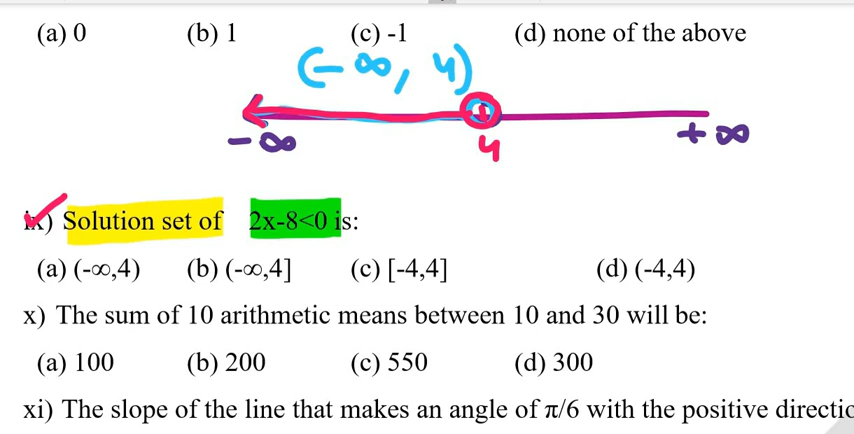 (a) 0 (b) 1 (c) -1 (d) none of the above
(-∞, 4)
-∞ 4 +∞
ix) Solution set of 2x-8<0 is:
(a) (-∞,4) (b) (-∞,4] (c) [-4,4] (d) (-4,4)
x) The sum of 10 arithmetic means between 10 and 30 will be:
(a) 100 (b) 200 (c) 550 (d) 300
xi) The slope of the line that makes an angle of π/6 with the positive directio